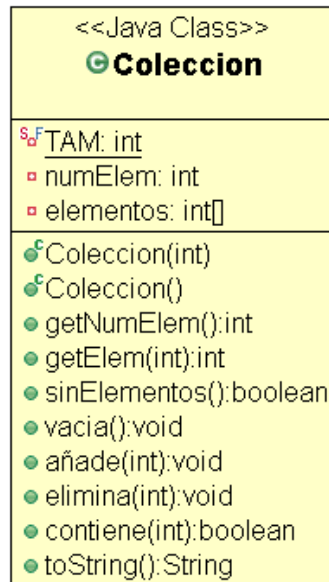 <<Java Class>>
C Coleccion
S F TAM: int
numElem: int
elementos: int[]
C Coleccion(int)
C Coleccion()
getNumElem():int
getElem(int):int
sinElementos():boolean
vacia():void
añade(int):void
elimina(int):void
contiene(int):boolean
toString():String